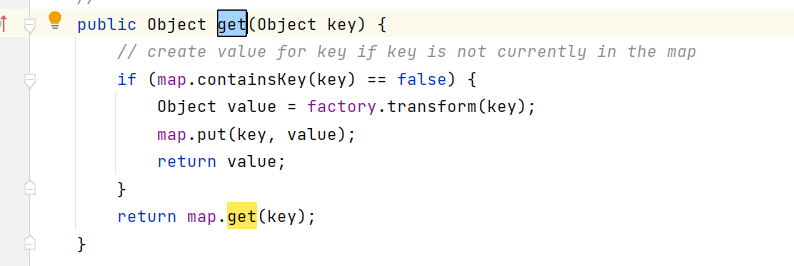 //
public Object get(Object key) {
// create value for key if key is not currently in the map
if (map.containsKey(key) == false) {
Object value = factory.transform(key);
map.put(key, value);
return value;
}
return map.get(key);
}